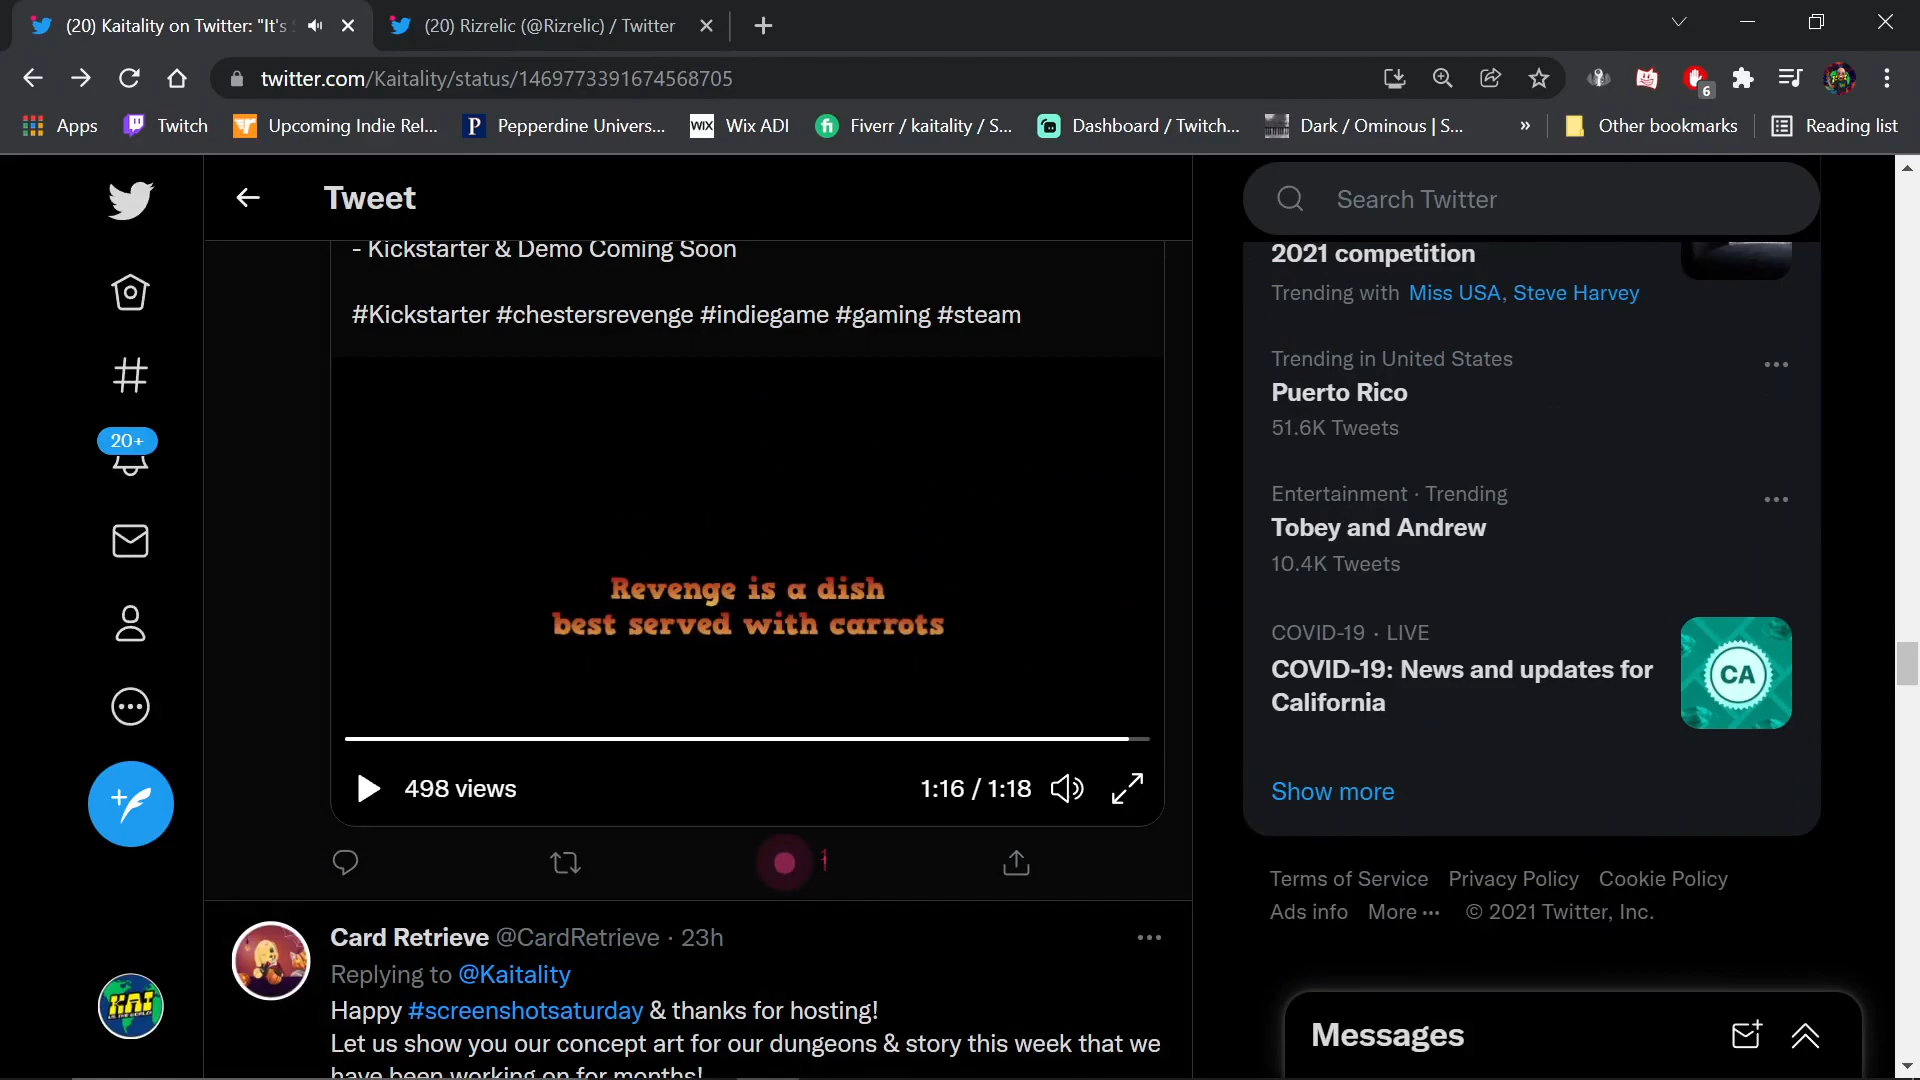 (20) Kaitality on Twitter: "It's
(20) Rizrelic (@Rizrelic) / Twitter
twitter.com/Kaitality/status/1469773391674568705
6
Apps
Twitch
Upcoming Indie Rel...
P
Pepperdine Univers...
WIX
Wix ADI
fi
Fiverr / kaitality / S...
Dashboard / Twitch...
Dark / Ominous | S...
»
Other bookmarks
Reading list
Tweet
Search Twitter
- Kickstarter & Demo Coming Soon
#Kickstarter #chestersrevenge #indiegame #gaming #steam
Revenge is a dish
best served with carrots
498 views
1:16 / 1:18
1
Card Retrieve @CardRetrieve · 23h
Replying to @Kaitality
Happy #screenshotsaturday & thanks for hosting!
Let us show you our concept art for our dungeons & story this week that we
have been working on for months!
20+
KAI
2021 competition
Trending with Miss USA, Steve Harvey
Trending in United States
Puerto Rico
51.6K Tweets
Entertainment · Trending
Tobey and Andrew
10.4K Tweets
COVID-19 · LIVE
COVID-19: News and updates for
California
CA
Show more
Terms of Service Privacy Policy Cookie Policy
Ads info More ··· © 2021 Twitter, Inc.
Messages